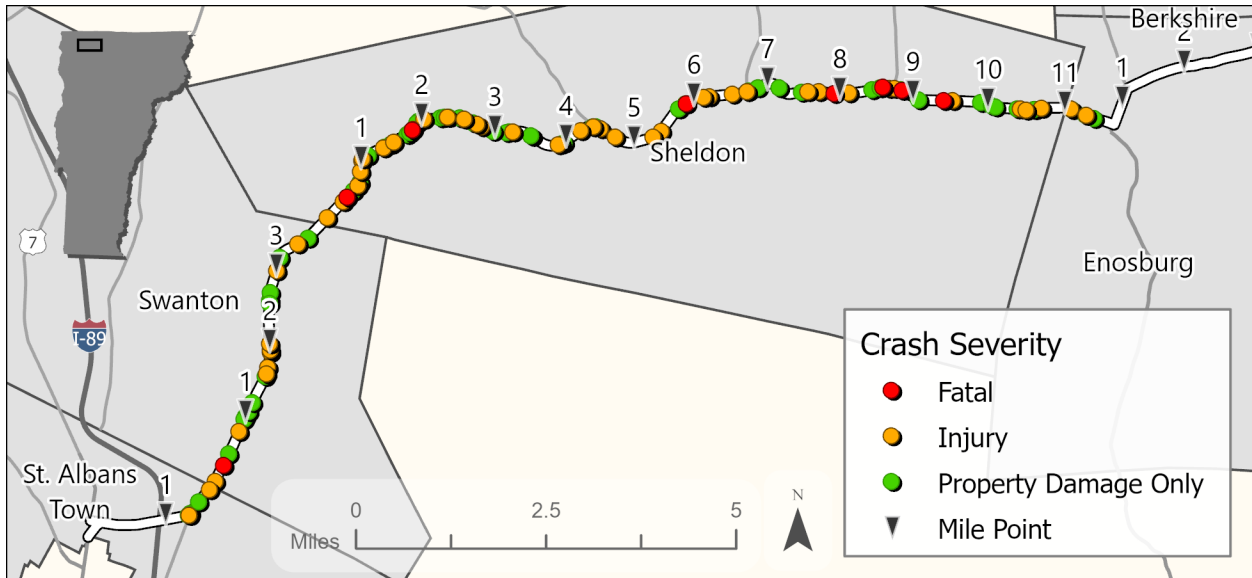 Berkshire
2
7
6
8
9
10
11
1
2
3
4
5
1
Sheldon
7
3
Enosburg
Swanton
I-89
2
Crash Severity
Fatal
Injury
Property Damage Only
Mile Point
1
St. Albans
Town
1
0
2.5
5
Miles
N